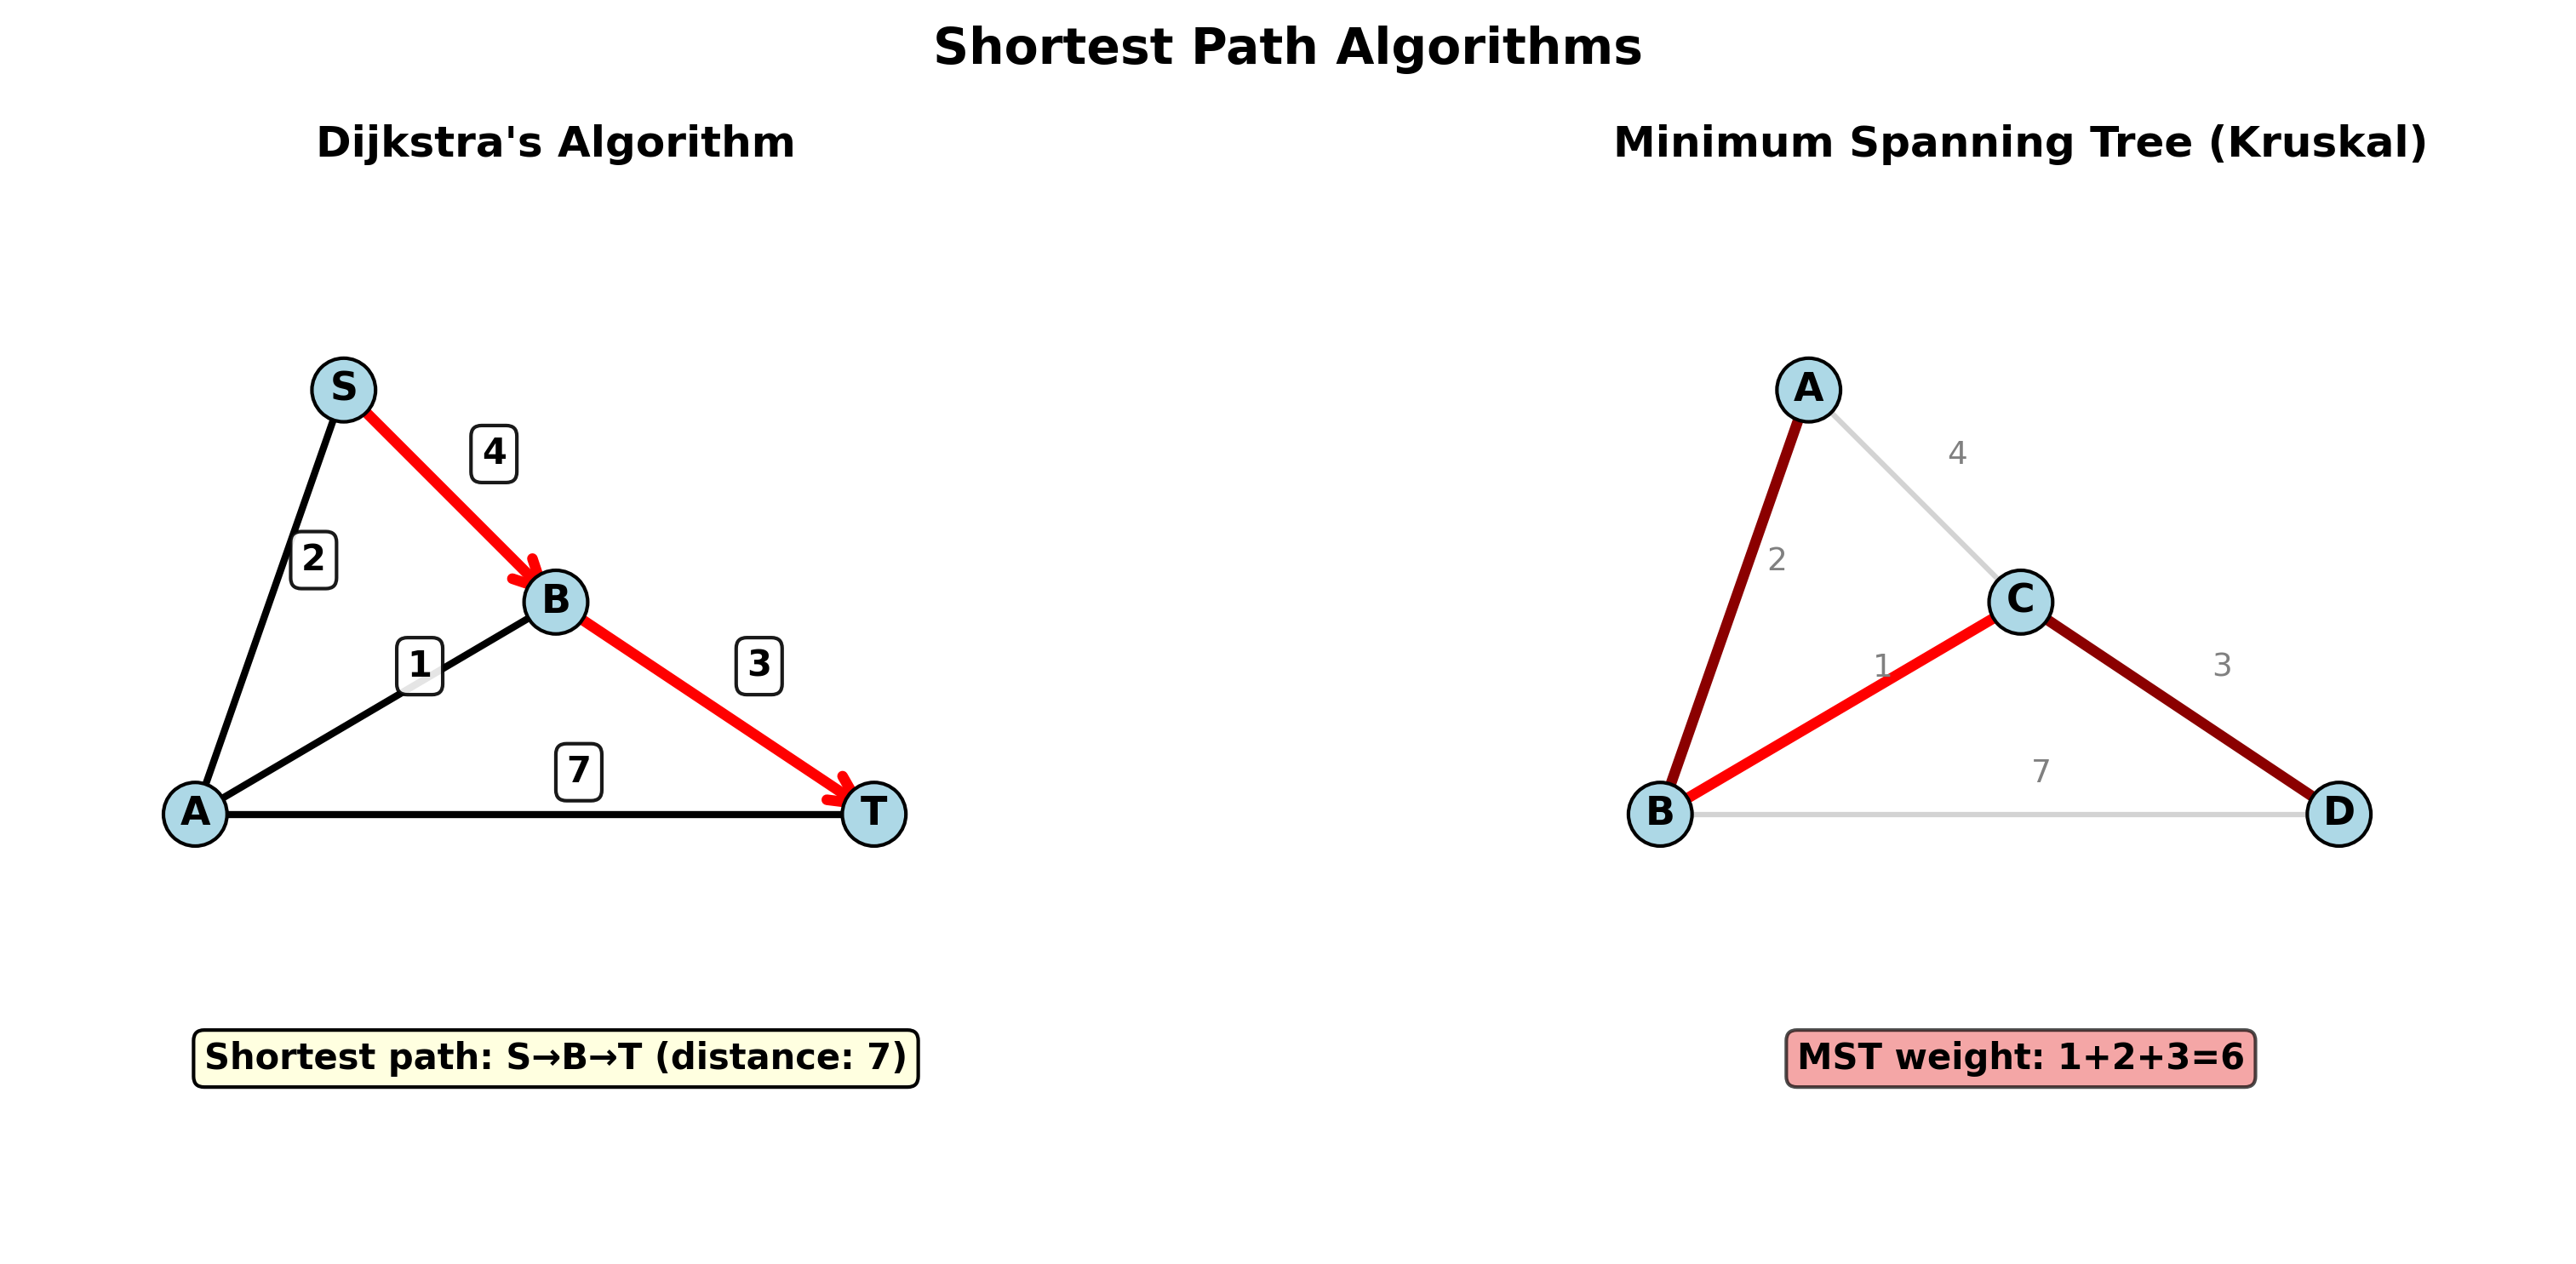 Shortest Path Algorithms
Dijkstra's Algorithm
S
4
2
B
1
3
7
A
T
Shortest path: S→B→T (distance: 7)
Minimum Spanning Tree (Kruskal)
A
4
2
C
1
3
7
B
D
MST weight: 1+2+3=6